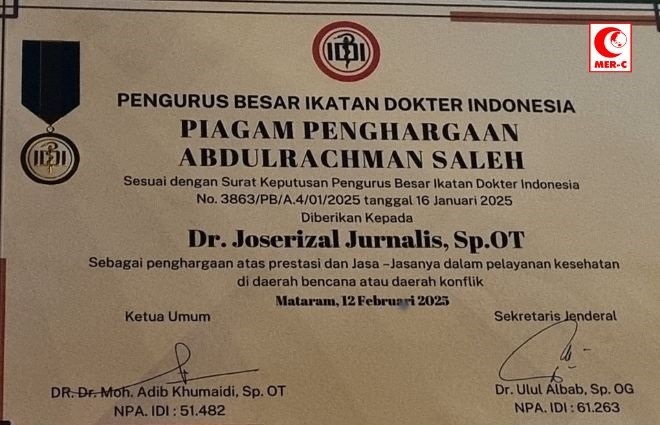 IDI
MER-C
PENGURUS BESAR IKATAN DOKTER INDONESIA
PIAGAM PENGHARGAAN
ABDULRACHMAN SALEH
IDI
Sesuai dengan Surat Keputusan Pengurus Besar Ikatan Dokter Indonesia
No. 3863/PB/A.4/01/2025 tanggal 16 Januari 2025
Diberikan Kepada
Dr. Joserizal Jurnalis, Sp.OT
Sebagai penghargaan atas prestasi dan Jasa –Jasanya dalam pelayanan kesehatan
di daerah bencana atau daerah konflik
Mataram, 12 Februari 2025
Ketua Umum
Sekretaris Jenderal
DR. Dr. Moh. Adib Khumaidi, Sp. OT
Dr. Ulul Albab, Sp. OG
NPA. IDI : 51.482
NPA. IDI : 61.263